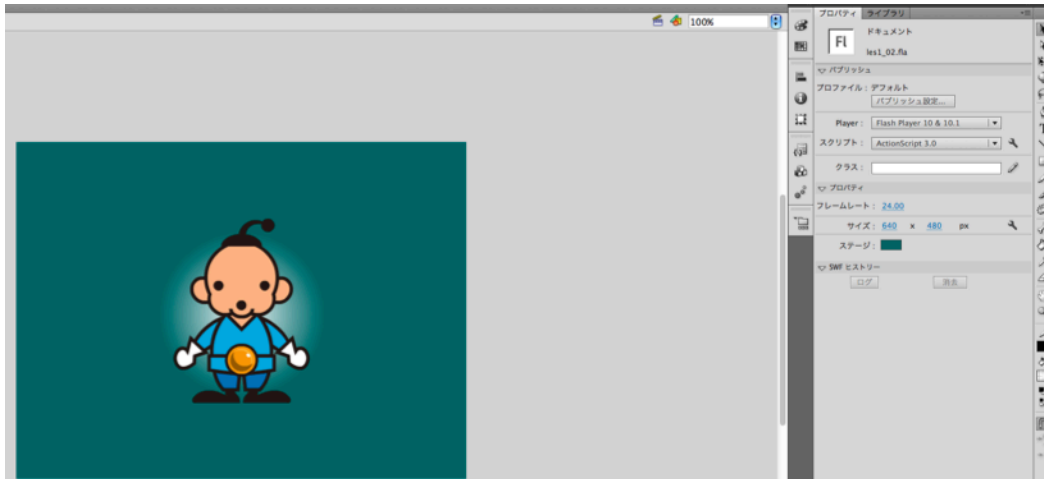 100%
プロパティ ライブラリ
Fl
ドキュメント
les1_02.fla
パブリッシュ
プロファイル : デフォルト
パブリッシュ設定...
Player : Flash Player 10 & 10.1
スクリプト : ActionScript 3.0
クラス :
プロパティ
フレームレート : 24.00
サイズ : 640 x 480 px
ステージ :
SWF ヒストリー
ログ 消去
T